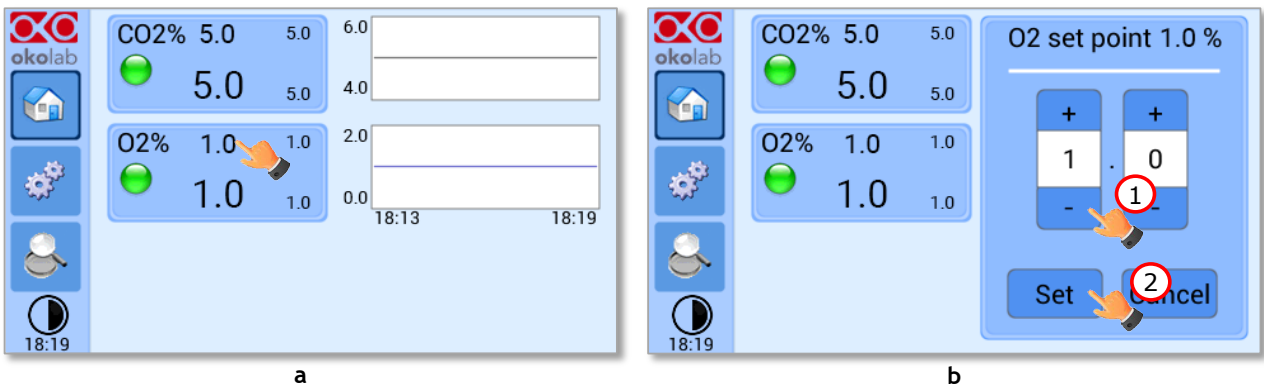 okolab
CO2% 5.0 5.0
5.0 5.0
O2% 1.0 1.0
1.0 1.0
6.0
4.0
2.0
0.0
18:13 18:19
18:19
a
okolab
CO2% 5.0 5.0
5.0 5.0
O2% 1.0 1.0
1.0 1.0
O2 set point 1.0 %
+ +
1 . 0
- -
1
Set Cancel
2
18:19
b